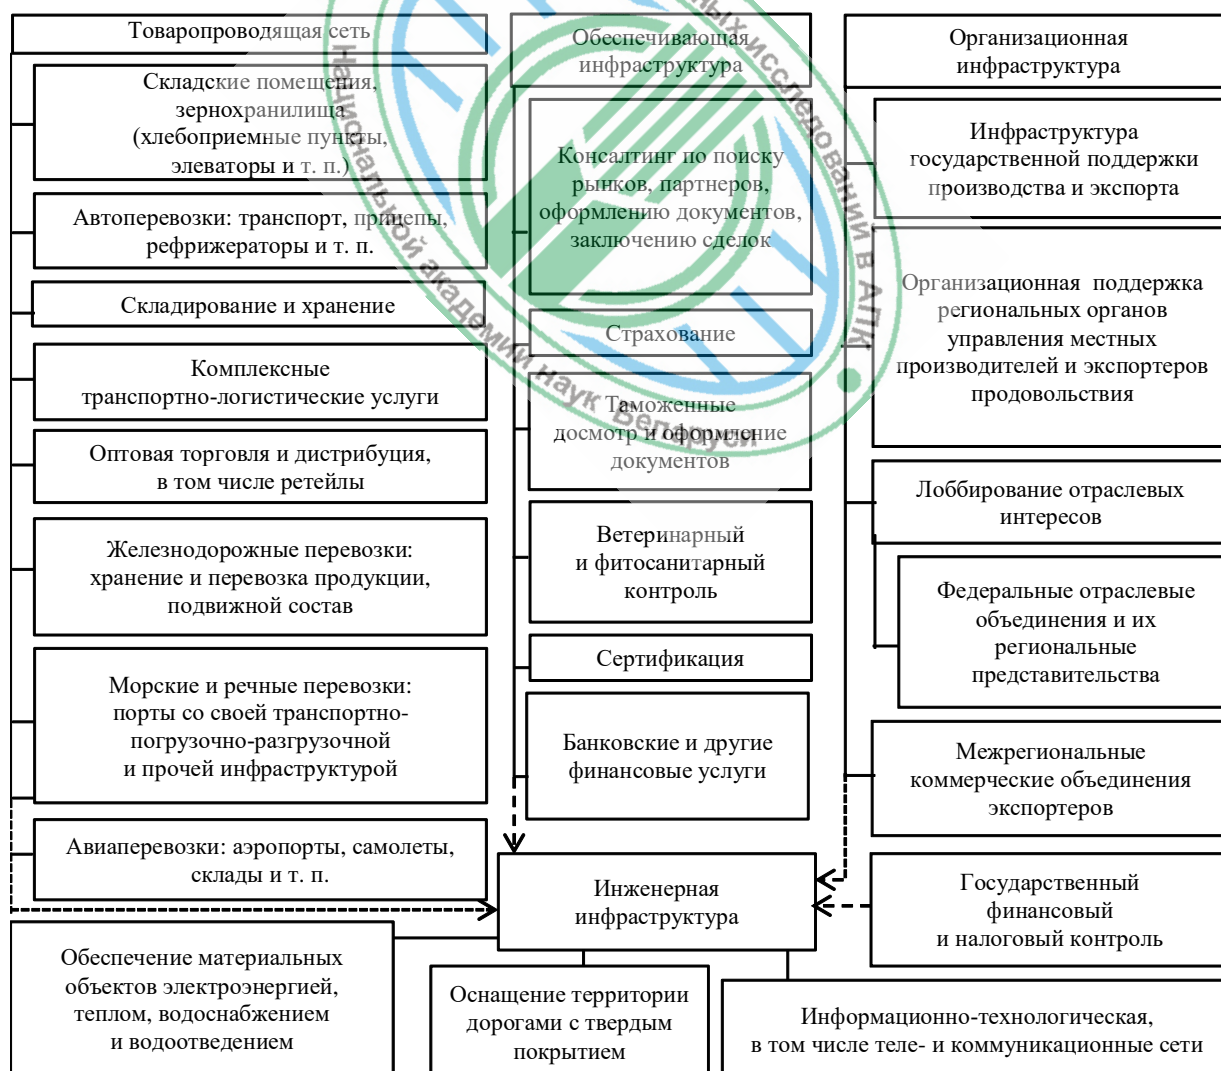 Товаропроводящая сеть
Складские помещения,
зернохранилища
(хлебоприемные пункты,
элеваторы и т. п.)
Автоперевозки: транспорт, прицепы,
рефрижераторы и т. п.
Складирование и хранение
Комплексные
транспортно-логистические услуги
Оптовая торговля и дистрибуция,
в том числе ретейлы
Железнодорожные перевозки:
хранение и перевозка продукции,
подвижной состав
Морские и речные перевозки:
порты со своей транспортно-
погрузочно-разгрузочной
и прочей инфраструктурой
Авиаперевозки: аэропорты, самолеты,
склады и т. п.
Обеспечивающая
инфраструктура
Консалтинг по поиску
рынков, партнеров,
оформлению документов,
заключению сделок
Страхование
Таможенные
досмотр и оформление
документов
Ветеринарный
и фитосанитарный
контроль
Сертификация
Банковские и другие
финансовые услуги
Организационная
инфраструктура
Инфраструктура
государственной поддержки
производства и экспорта
Организационная поддержка
региональных органов
управления местных
производителей и экспортеров
продовольствия
Лоббирование отраслевых
интересов
Федеральные отраслевые
объединения и их
региональные
представительства
Межрегиональные
коммерческие объединения
экспортеров
Государственный
финансовый
и налоговый контроль
Инженерная
инфраструктура
Обеспечение материальных
объектов электроэнергией,
теплом, водоснабжением
и водоотведением
Оснащение территории
дорогами с твердым
покрытием
Информационно-технологическая,
в том числе теле- и коммуникационные сети
исследований в АПК
Национальной академии наук Беларуси